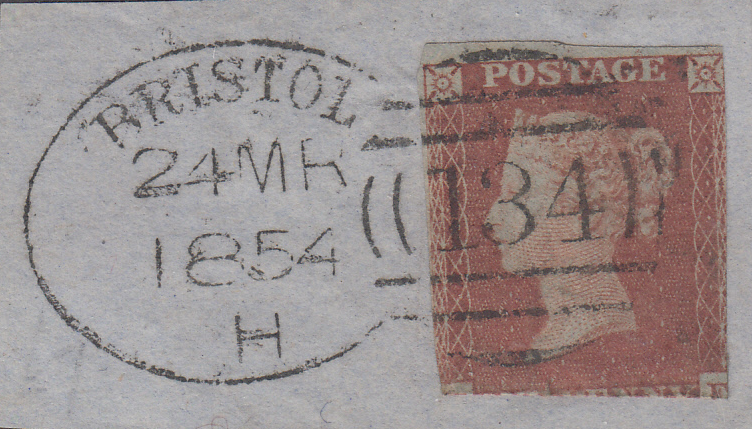 BRISTOL
24MR
1854
H
134
POSTAGE